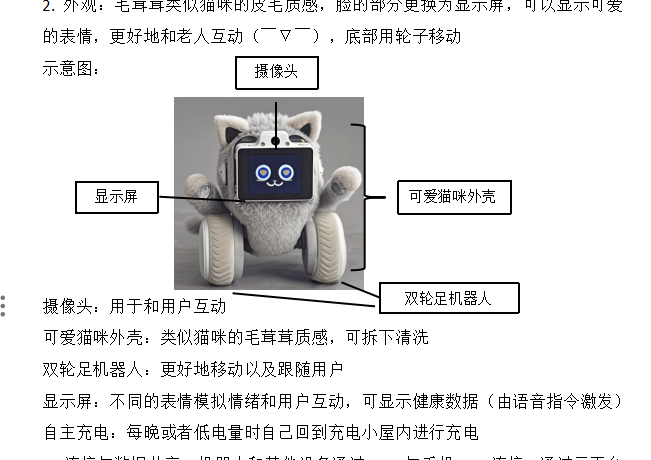 2. 外观：毛茸茸类似猫咪的皮毛质感，脸的部分更换为显示屏，可以显示可爱
的表情，更好地和老人互动（￣▽￣），底部用轮子移动
示意图：
摄像头
显示屏
可爱猫咪外壳
双轮足机器人
摄像头：用于和用户互动
可爱猫咪外壳：类似猫咪的毛茸茸质感，可拆下清洗
双轮足机器人：更好地移动以及跟随用户
显示屏：不同的表情模拟情绪和用户互动，可显示健康数据（由语音指令激发）
自主充电：每晚或者低电量时自己回到充电小屋内进行充电